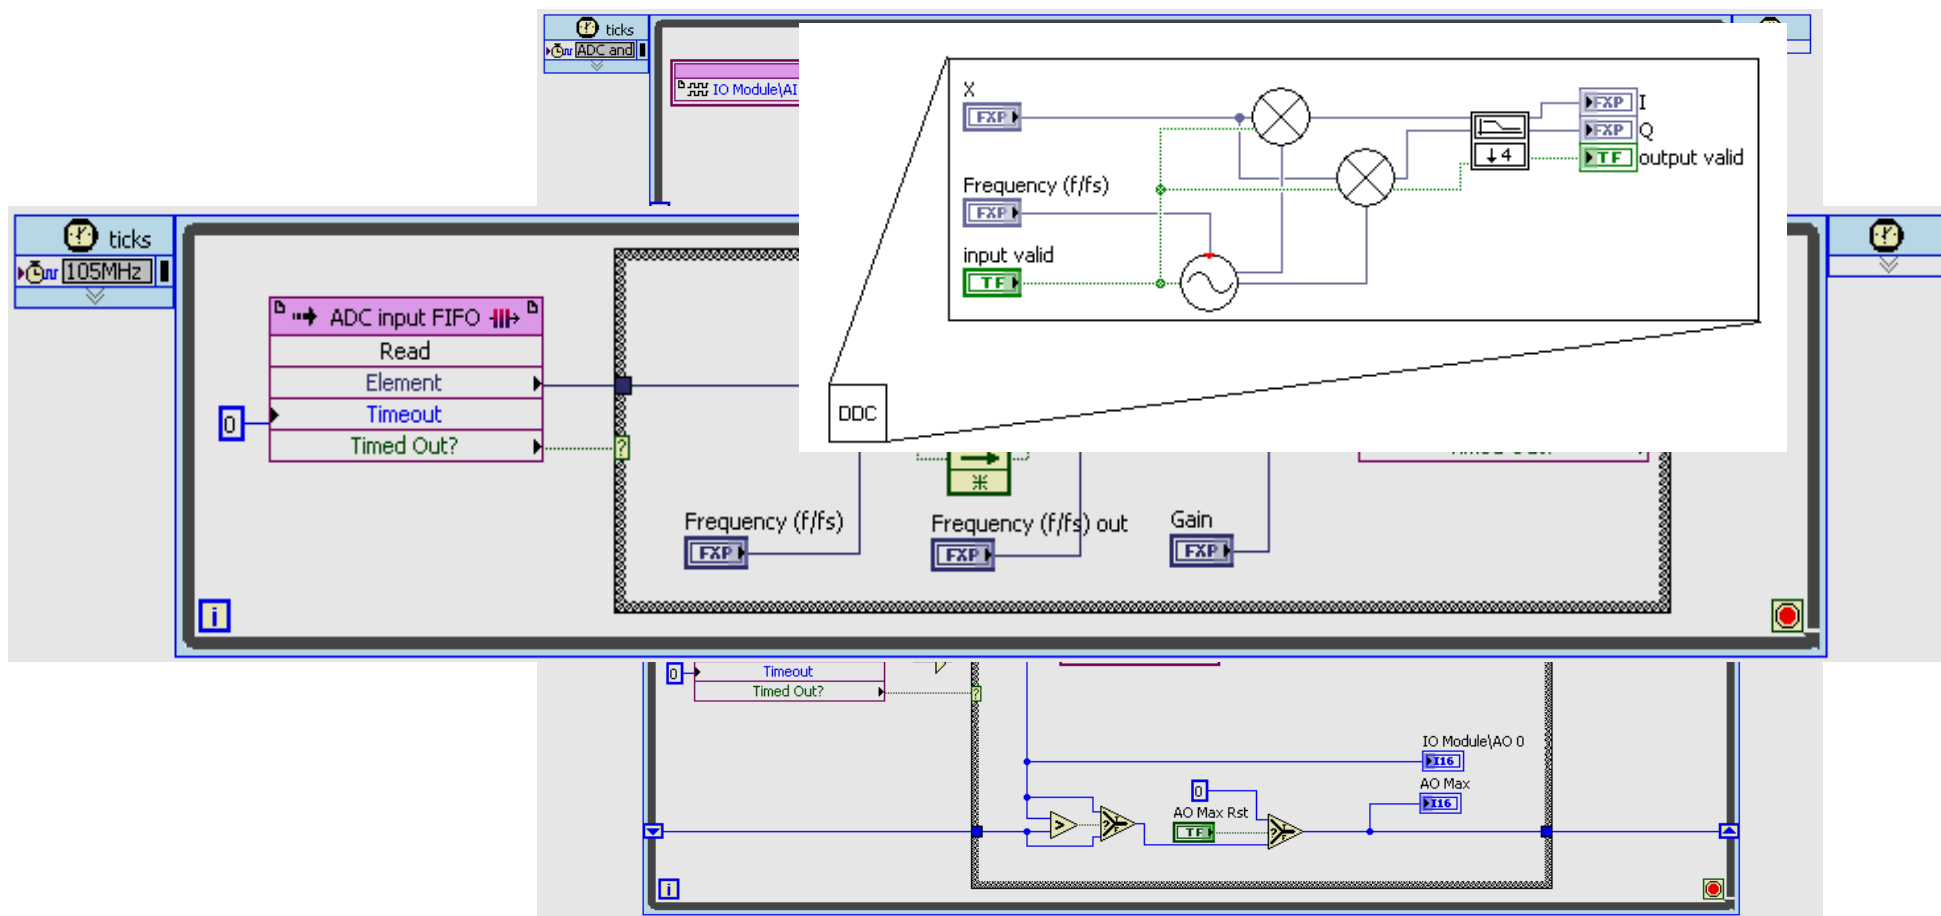 ticks
ADC and
IO Module\AI
X
FXP
FXP
I
FXP
Q
↓4
TF
output valid
Frequency (f/fs)
FXP
input valid
TF
ticks
105MHz
ADC input FIFO
Read
Element
0
Timeout
Timed Out?
?
DDC
Frequency (f/fs)
FXP
Frequency (f/fs) out
FXP
Gain
FXP
i
0
Timeout
Timed Out?
?
IO Module\AO 0
I16
AO Max
I16
0
AO Max Rst
TF
>
?
?
i